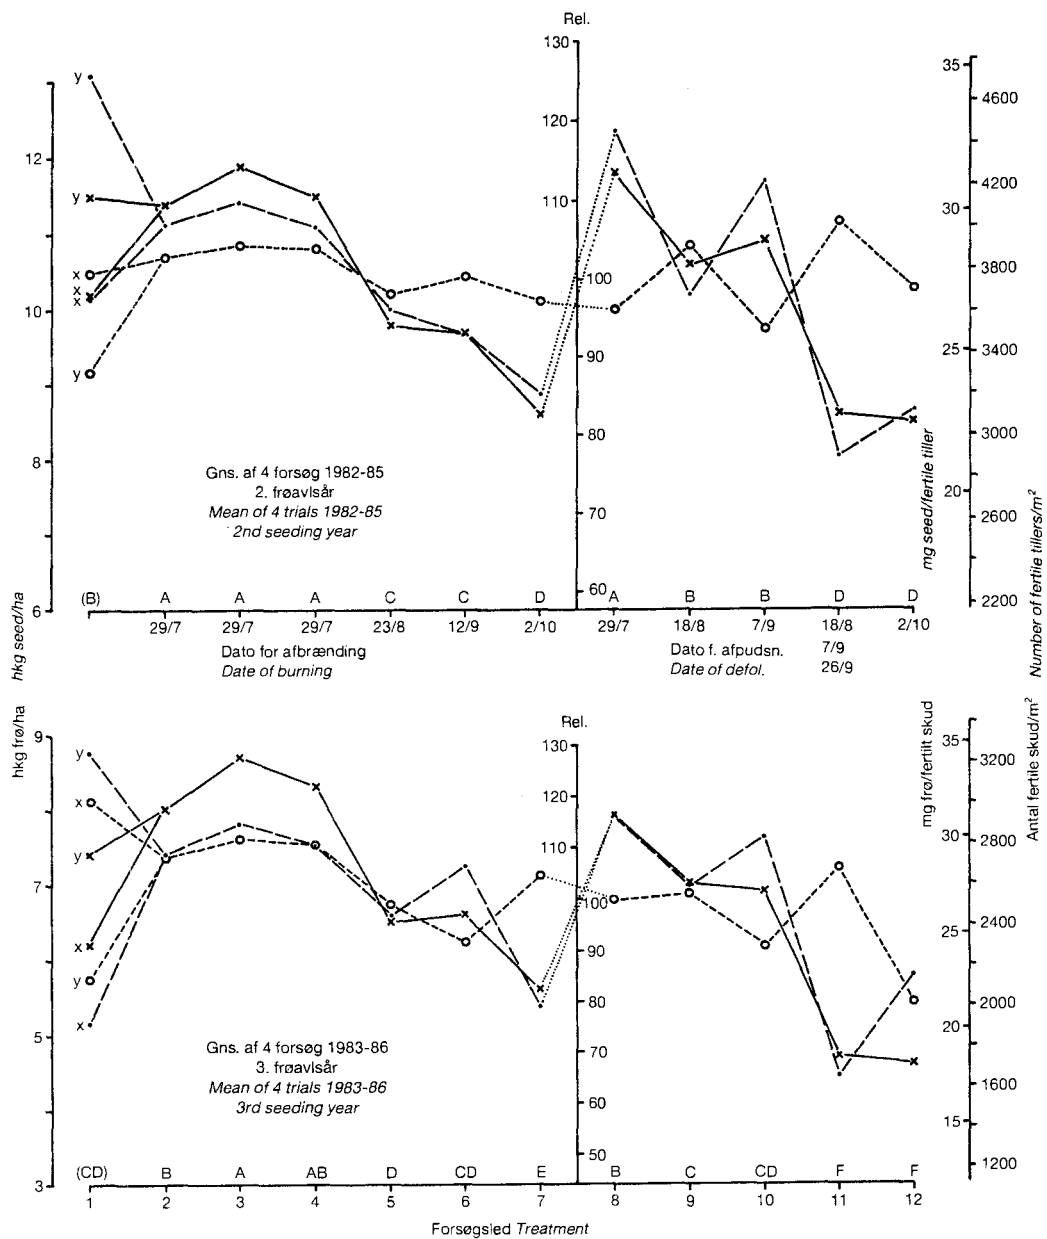 Rel.
130
120
110
100
90
80
70
60
35
30
25
20
4600
4200
3800
3400
3000
2600
2200
12
10
8
6
y
y
x
x
x
y
Gns. af 4 forsøg 1982-85
2. frøavlsår
Mean of 4 trials 1982-85
2nd seeding year
(B) A A A C C D A B B D D
29/7 29/7 29/7 23/8 12/9 2/10 29/7 18/8 7/9 18/8 2/10
Dato for afbrænding
Date of burning
Dato f. afpudsn. 7/9
Date of defol. 26/9
hkg seed/ha
hkg frø/ha
mg seed/fertile tiller
Number of fertile tillers/m²
mg frø/fertilt skud
Antal fertile skud/m²
Rel.
130
120
110
100
90
80
70
60
50
35
30
25
20
15
3200
2800
2400
2000
1600
1200
9
7
5
3
y
x
y
x
y
x
Gns. af 4 forsøg 1983-86
3. frøavlsår
Mean of 4 trials 1983-86
3rd seeding year
(CD) B A AB D CD E B C CD F F
1 2 3 4 5 6 7 8 9 10 11 12
Forsøgsled Treatment